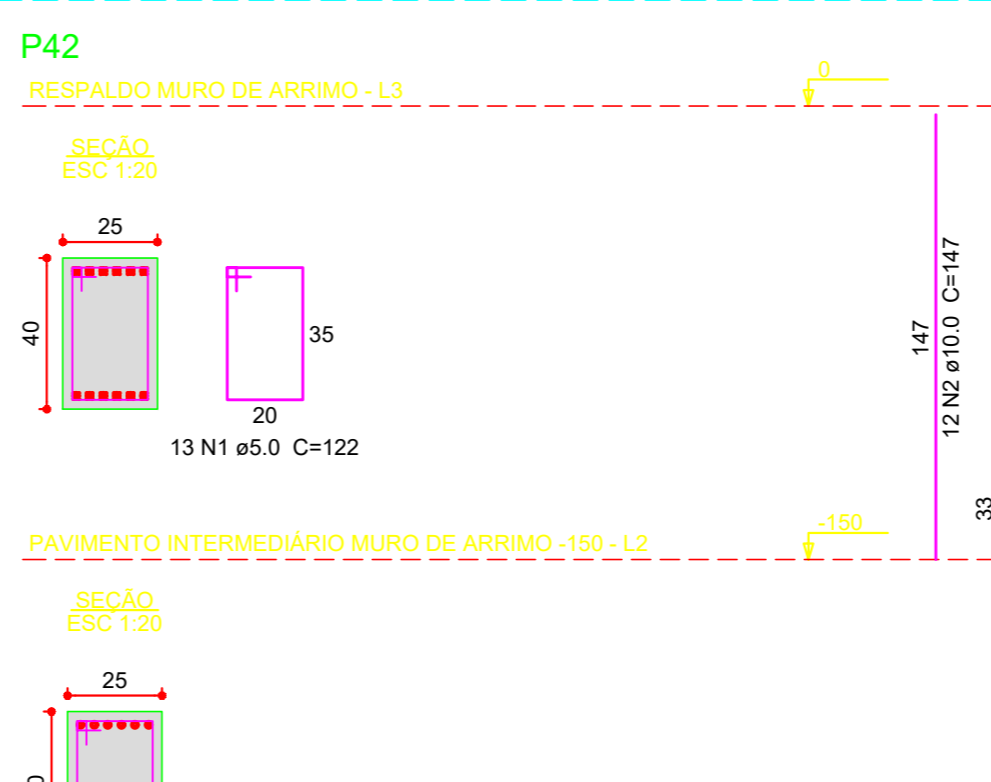 P42
RESPALDO MURO DE ARRIMO - L3
0
SEÇÃO
ESC 1:20
25
40
35
20
13 N1 ø5.0 C=122
147
12 N2 ø10.0 C=147
33
PAVIMENTO INTERMEDIÁRIO MURO DE ARRIMO -150 - L2
-150
SEÇÃO
ESC 1:20
25